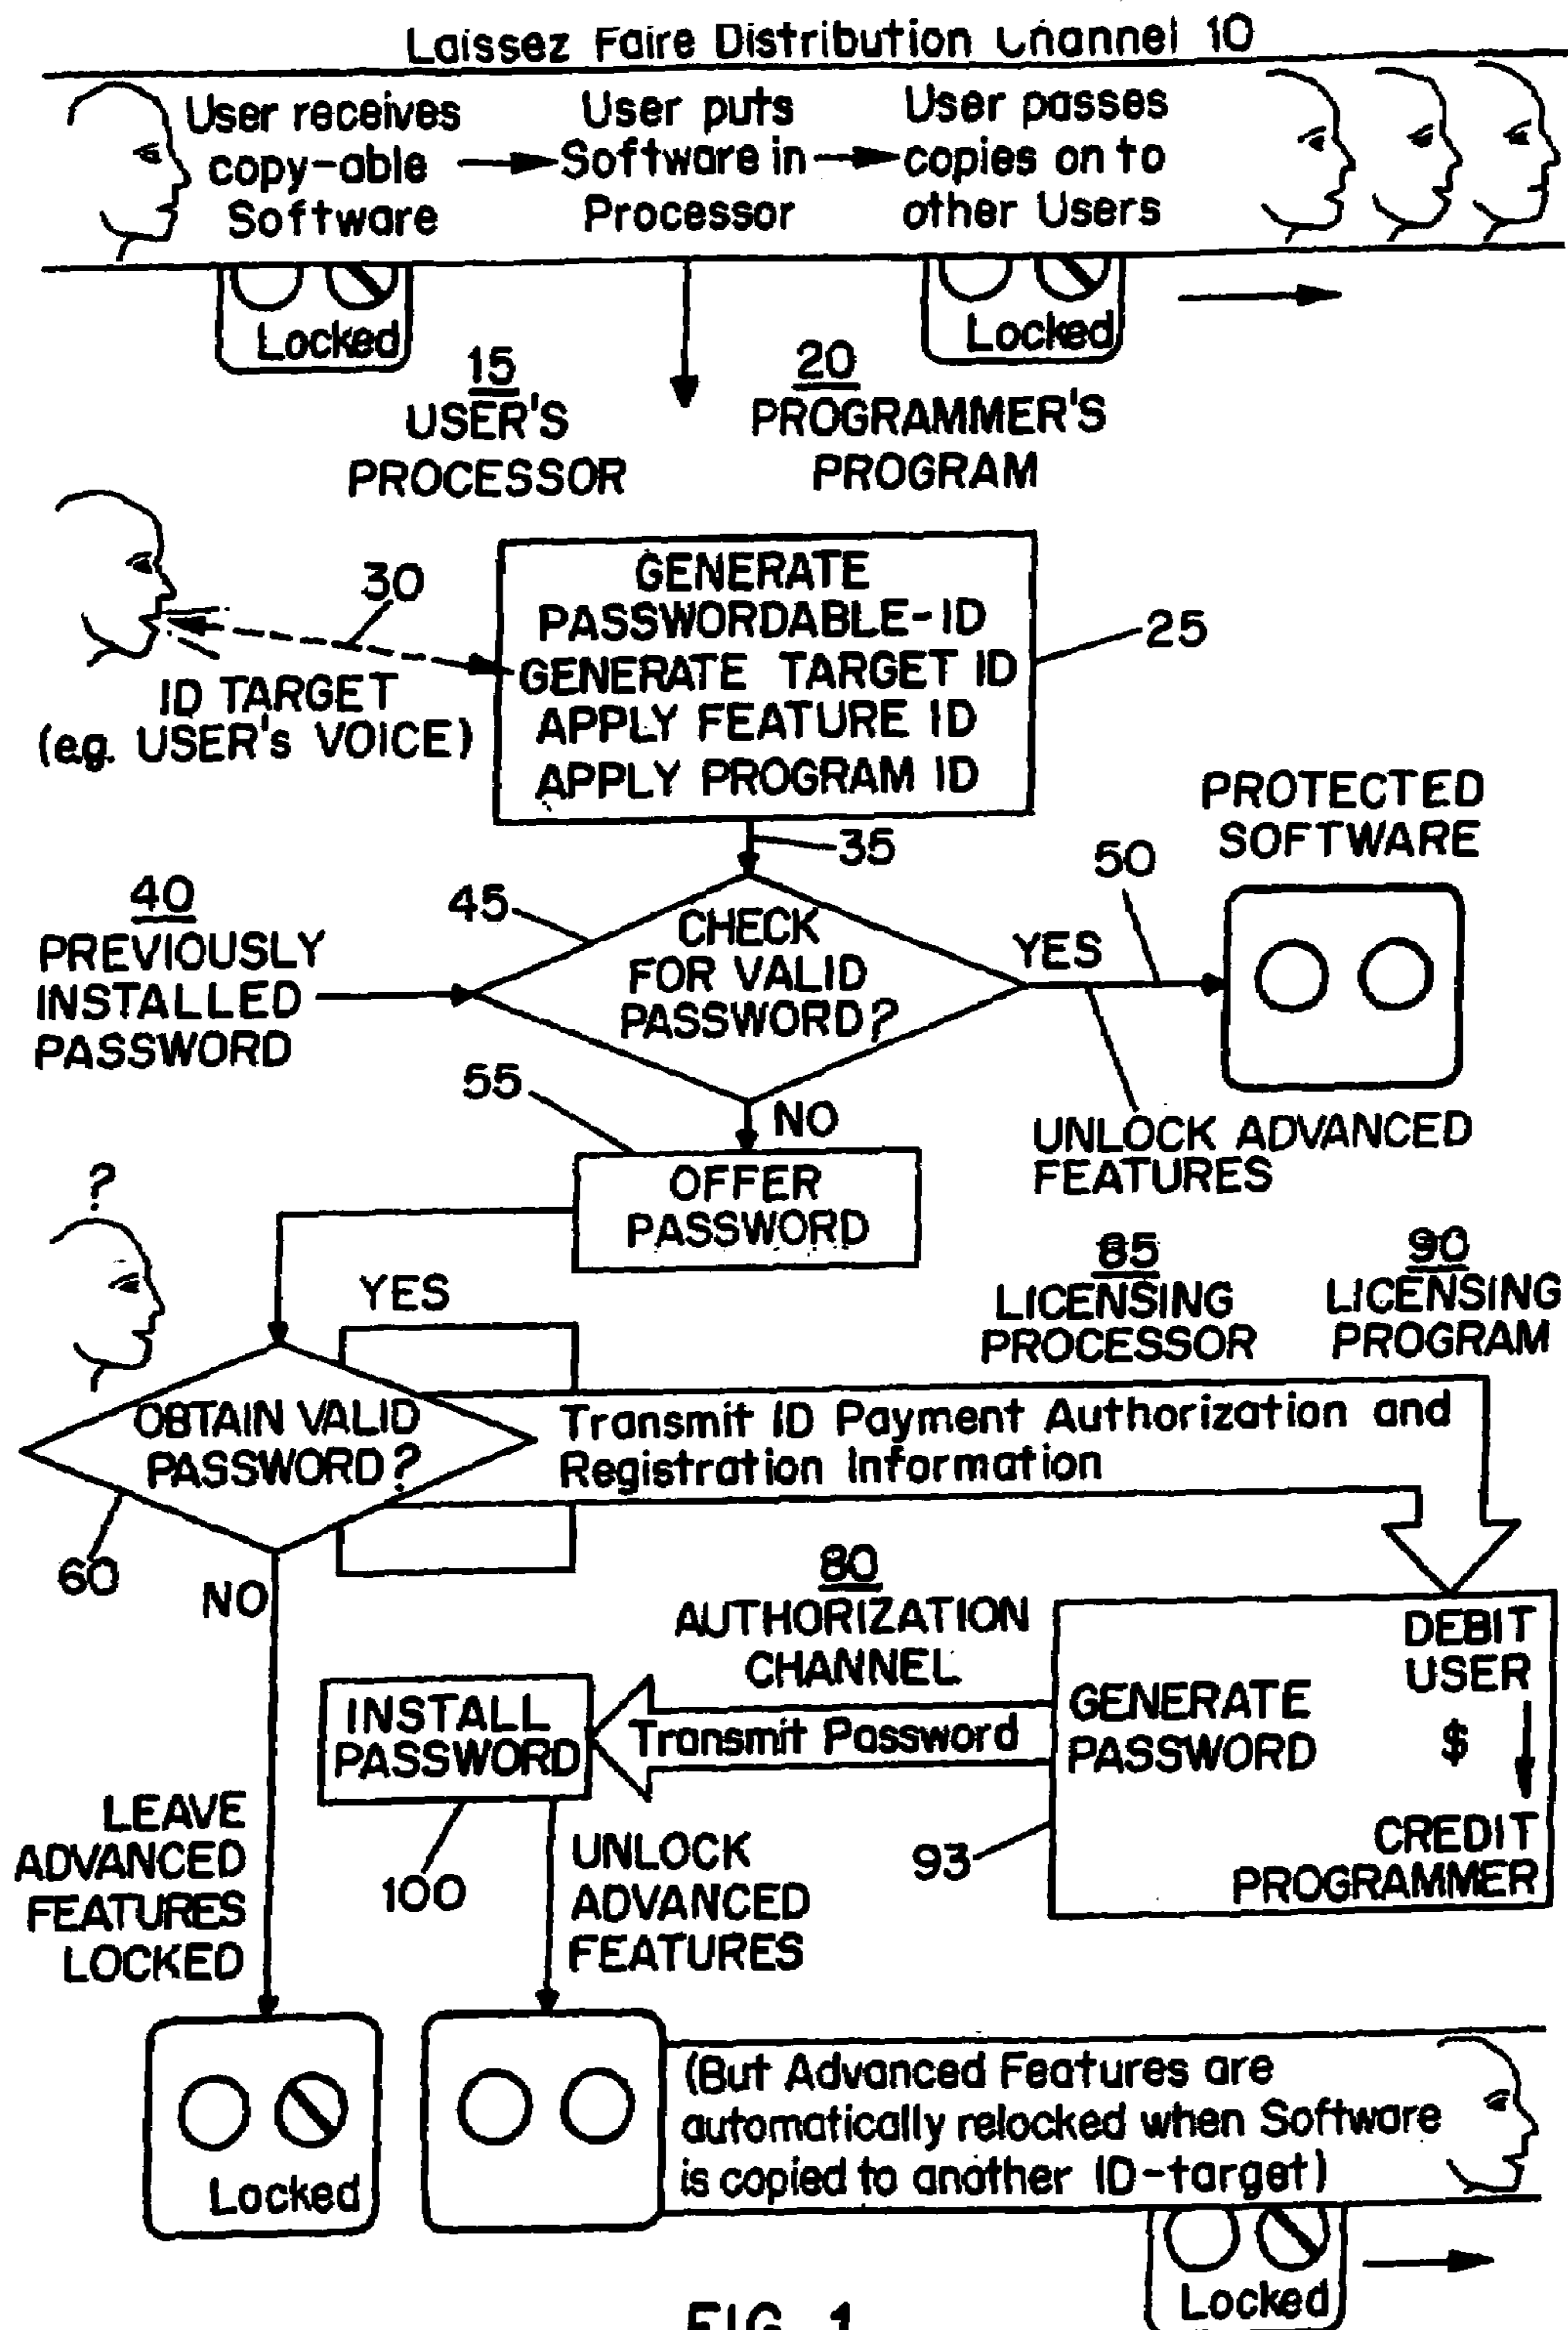 Laissez Faire Distribution Channel 10
User receives
copy-able
Software
User puts
Software in
Processor
User passes
copies on to
other Users
Locked
Locked
15
USER'S
PROCESSOR
20
PROGRAMMER'S
PROGRAM
30
ID TARGET
(e.g. USER's VOICE)
GENERATE
PASSWORDABLE-ID
GENERATE TARGET ID
APPLY FEATURE ID
APPLY PROGRAM ID
25
35
40
PREVIOUSLY
INSTALLED
PASSWORD
45
CHECK
FOR VALID
PASSWORD?
YES
50
PROTECTED
SOFTWARE
UNLOCK ADVANCED
FEATURES
NO
55
OFFER
PASSWORD
?
YES
85
LICENSING
PROCESSOR
90
LICENSING
PROGRAM
OBTAIN VALID
PASSWORD?
Transmit ID Payment Authorization and
Registration Information
60
NO
80
AUTHORIZATION
CHANNEL
INSTALL
PASSWORD
Transmit Password
GENERATE
PASSWORD
DEBIT
USER
$
CREDIT
PROGRAMMER
93
100
LEAVE
ADVANCED
FEATURES
LOCKED
UNLOCK
ADVANCED
FEATURES
Locked
(But Advanced Features are
automatically relocked when Software
is copied to another ID-target)
Locked
FIG. 1